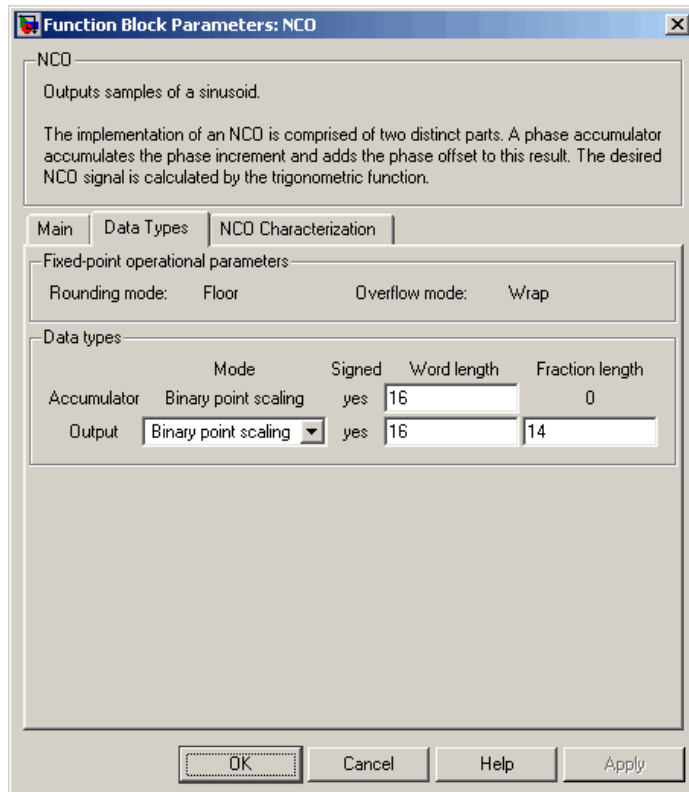 Function Block Parameters: NCO
NCO
Outputs samples of a sinusoid.
The implementation of an NCO is comprised of two distinct parts. A phase accumulator
accumulates the phase increment and adds the phase offset to this result. The desired
NCO signal is calculated by the trigonometric function.
Main Data Types NCO Characterization
Fixed-point operational parameters
Rounding mode: Floor Overflow mode: Wrap
Data types
Mode Signed Word length Fraction length
Accumulator Binary point scaling yes 16 0
Output Binary point scaling yes 16 14
OK Cancel Help Apply